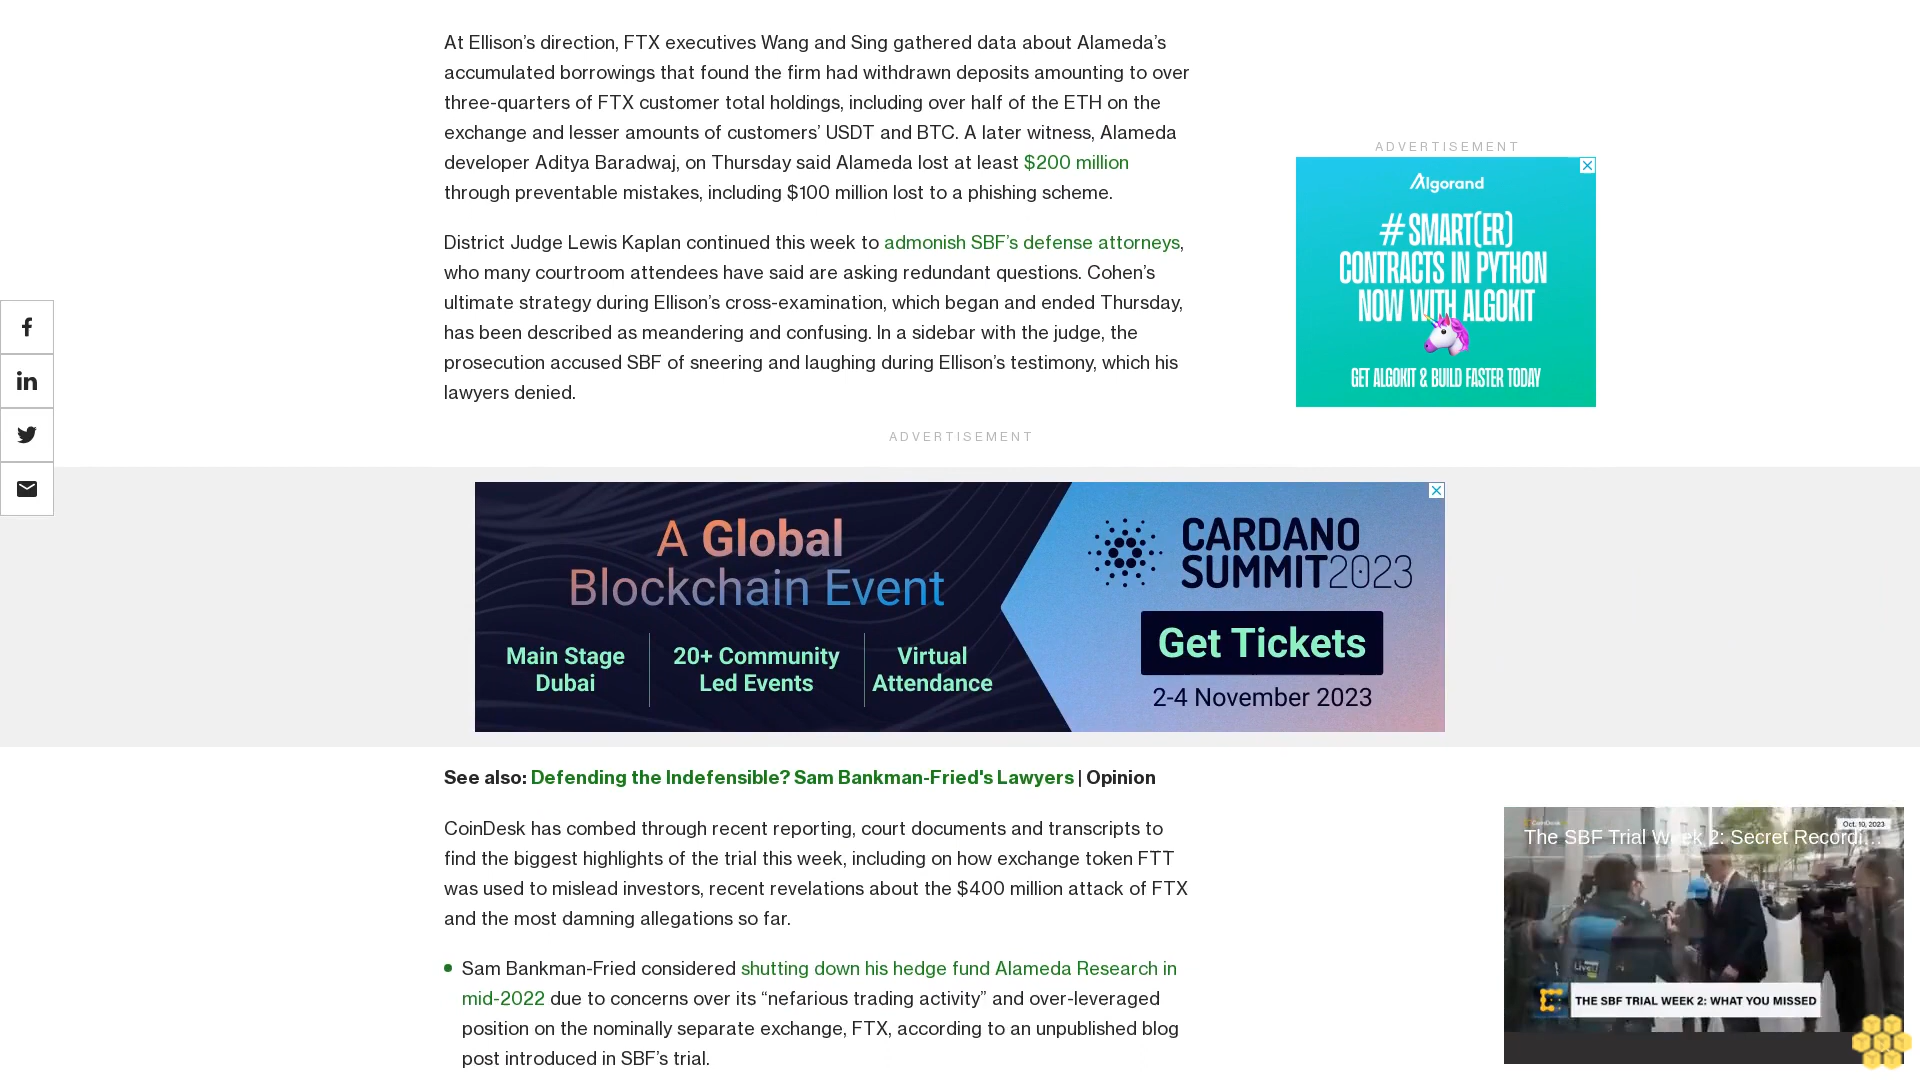 At Ellison’s direction, FTX executives Wang and Sing gathered data about Alameda’s
accumulated borrowings that found the firm had withdrawn deposits amounting to over
three-quarters of FTX customer total holdings, including over half of the ETH on the
exchange and lesser amounts of customers’ USDT and BTC. A later witness, Alameda
developer Aditya Baradwaj, on Thursday said Alameda lost at least $200 million
through preventable mistakes, including $100 million lost to a phishing scheme.
District Judge Lewis Kaplan continued this week to admonish SBF’s defense attorneys,
who many courtroom attendees have said are asking redundant questions. Cohen’s
ultimate strategy during Ellison’s cross-examination, which began and ended Thursday,
has been described as meandering and confusing. In a sidebar with the judge, the
prosecution accused SBF of sneering and laughing during Ellison’s testimony, which his
lawyers denied.
ADVERTISEMENT
Algorand
#SMART(ER)
CONTRACTS IN PYTHON
NOW WITH ALGOKIT
GET ALGOKIT & BUILD FASTER TODAY
ADVERTISEMENT
A Global
Blockchain Event
Main Stage
Dubai
20+ Community
Led Events
Virtual
Attendance
CARDANO
SUMMIT2023
Get Tickets
2-4 November 2023
See also: Defending the Indefensible? Sam Bankman-Fried's Lawyers | Opinion
CoinDesk has combed through recent reporting, court documents and transcripts to
find the biggest highlights of the trial this week, including on how exchange token FTT
was used to mislead investors, recent revelations about the $400 million attack of FTX
and the most damning allegations so far.
Sam Bankman-Fried considered shutting down his hedge fund Alameda Research in
mid-2022 due to concerns over its “nefarious trading activity” and over-leveraged
position on the nominally separate exchange, FTX, according to an unpublished blog
post introduced in SBF’s trial.
CoinDesk
Oct. 10, 2023
The SBF Trial Week 2: Secret Recordi...
LiveU
THE SBF TRIAL WEEK 2: WHAT YOU MISSED